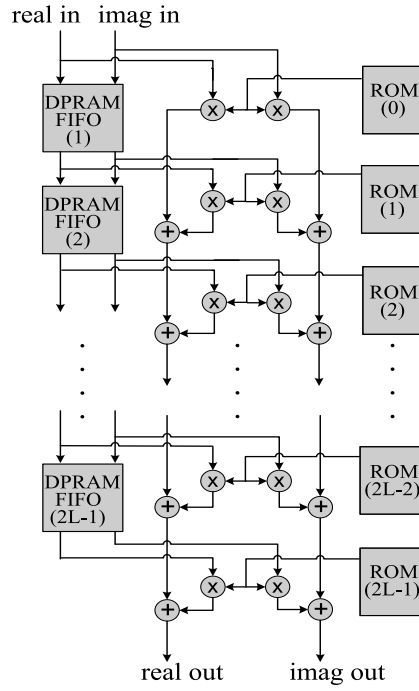 real in imag in
DPRAM
FIFO
(1)
x x
ROM
(0)
DPRAM
FIFO
(2)
x x
ROM
(1)
+ +
x x
ROM
(2)
+ +
DPRAM
FIFO
(2L-1)
x x
ROM
(2L-2)
+ +
x x
ROM
(2L-1)
+ +
real out imag out